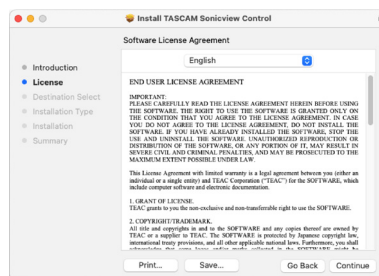 Install TASCAM Sonicview Control
Software License Agreement
English
Introduction
License
Destination Select
Installation Type
Installation
Summary
END USER LICENSE AGREEMENT
IMPORTANT:
PLEASE CAREFULLY READ THE LICENSE AGREEMENT HEREIN BEFORE USING
THE SOFTWARE. THE RIGHT TO USE THE SOFTWARE IS GRANTED ONLY ON
THE CONDITION THAT YOU AGREE TO THE LICENSE AGREEMENT. IN CASE
YOU DO NOT AGREE TO THE LICENSE AGREEMENT, DO NOT INSTALL THE
SOFTWARE. IF YOU HAVE ALREADY INSTALLED THE SOFTWARE, STOP THE
USE AND UNINSTALL THE SOFTWARE. UNAUTHORIZED REPRODUCTION OR
DISTRIBUTION OF THE SOFTWARE, OR ANY PORTION OF IT, MAY RESULT IN
SEVERE CIVIL AND CRIMINAL PENALTIES, AND MAY BE PROSECUTED TO THE
MAXIMUM EXTENT POSSIBLE UNDER LAW.
This License Agreement with limited warranty is a legal agreement between you (either an
individual or a single entity) and TEAC Corporation ("TEAC") for the SOFTWARE, which
include computer software and electronic documentation.
1. GRANT OF LICENSE.
TEAC grants to you the non-exclusive and non-transferable right to use the SOFTWARE.
2. COPYRIGHT/TRADEMARK.
All title and copyrights in and to the SOFTWARE and any copies thereof are owned by
TEAC or a supplier to TEAC. The SOFTWARE is protected by Japanese copyright law,
international treaty provisions, and all other applicable national laws. Furthermore, you shall
Print...
Save...
Go Back
Continue